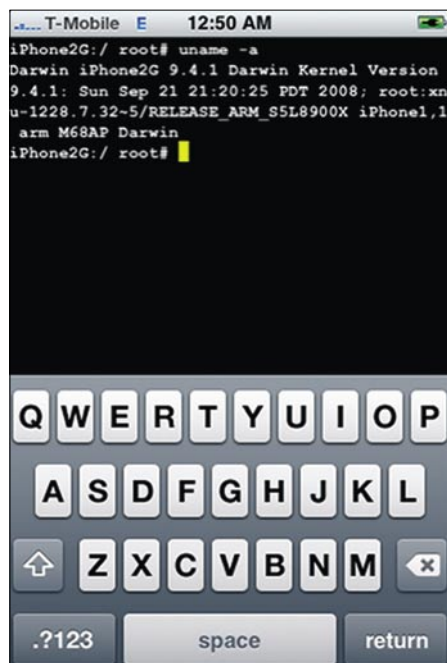 T-Mobile E 12:50 AM
iPhone2G:/ root# uname -a
Darwin iPhone2G 9.4.1 Darwin Kernel Version
9.4.1: Sun Sep 21 21:20:25 PDT 2008; root:xn
u-1228.7.32~5/RELEASE_ARM_S5L8900X iPhone1,1
arm M68AP Darwin
iPhone2G:/ root#
Q W E R T Y U I O P
A S D F G H J K L
Z X C V B N M
.?123 space return